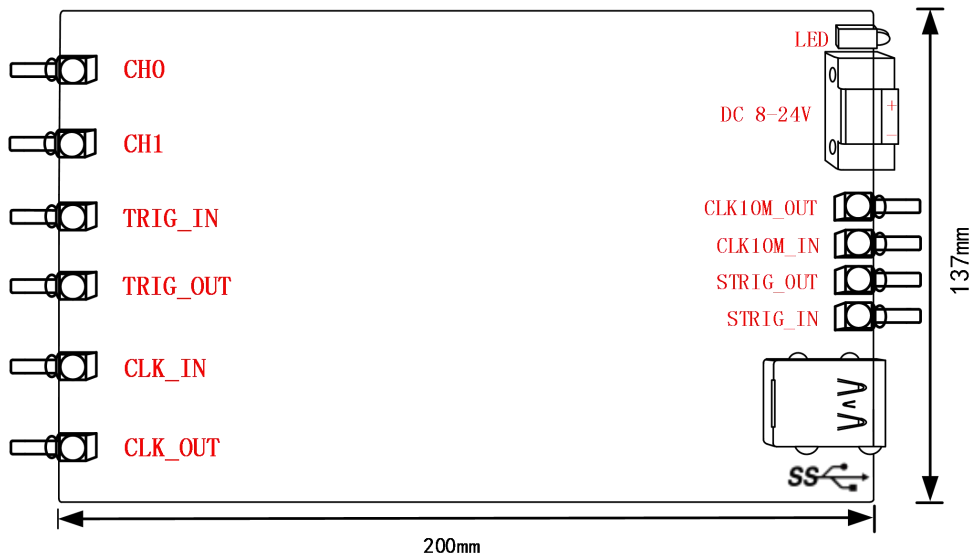 CH0
CH1
TRIG_IN
TRIG_OUT
CLK_IN
CLK_OUT
LED
DC 8-24V
+
-
CLK10M_OUT
CLK10M_IN
STRIG_OUT
STRIG_IN
SS
137mm
200mm